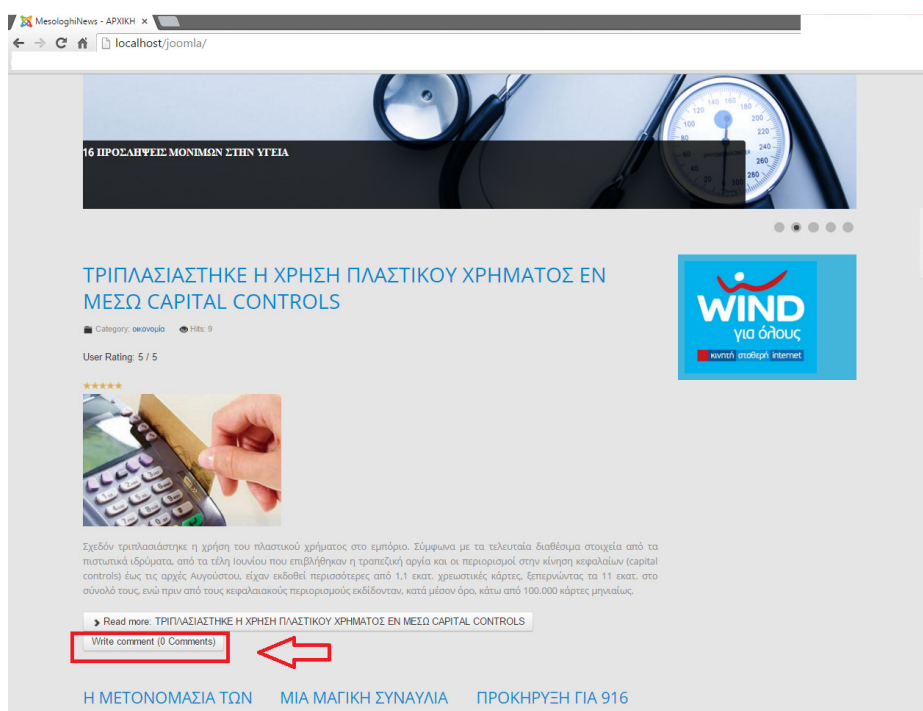 MesologhiNews - ΑΡΧΙΚΗ
localhost/joomla/
16 ΠΡΟΣΛΗΨΕΙΣ ΜΟΝΙΜΩΝ ΣΤΗΝ ΥΓΕΙΑ
ΤΡΙΠΛΑΣΙΑΣΤΗΚΕ Η ΧΡΗΣΗ ΠΛΑΣΤΙΚΟΥ ΧΡΗΜΑΤΟΣ ΕΝ
ΜΕΣΩ CAPITAL CONTROLS
Category: οικονομία Hits: 9
User Rating: 5 / 5
WIND
για όλους
κινητή σταθερή internet
Σχεδόν τριπλασιάστηκε η χρήση του πλαστικού χρήματος στο εμπόριο. Σύμφωνα με τα τελευταία διαθέσιμα στοιχεία από τα
πιστωτικά ιδρύματα, από τα τέλη Ιουνίου που επιβλήθηκαν η τραπεζική αργία και οι περιορισμοί στην κίνηση κεφαλαίων (capital
controls) έως τις αρχές Αυγούστου, είχαν εκδοθεί περισσότερες από 1,1 εκατ. χρεωστικές κάρτες, ξεπερνώντας τα 11 εκατ. στο
σύνολό τους, ενώ πριν από τους κεφαλαιακούς περιορισμούς εκδίδονταν, κατά μέσον όρο, κάτω από 100.000 κάρτες μηνιαίως.
Read more: ΤΡΙΠΛΑΣΙΑΣΤΗΚΕ Η ΧΡΗΣΗ ΠΛΑΣΤΙΚΟΥ ΧΡΗΜΑΤΟΣ ΕΝ ΜΕΣΩ CAPITAL CONTROLS
Write comment (0 Comments)
Η ΜΕΤΟΝΟΜΑΣΙΑ ΤΩΝ ΜΙΑ ΜΑΓΙΚΗ ΣΥΝΑΥΛΙΑ ΠΡΟΚΗΡΥΞΗ ΓΙΑ 916